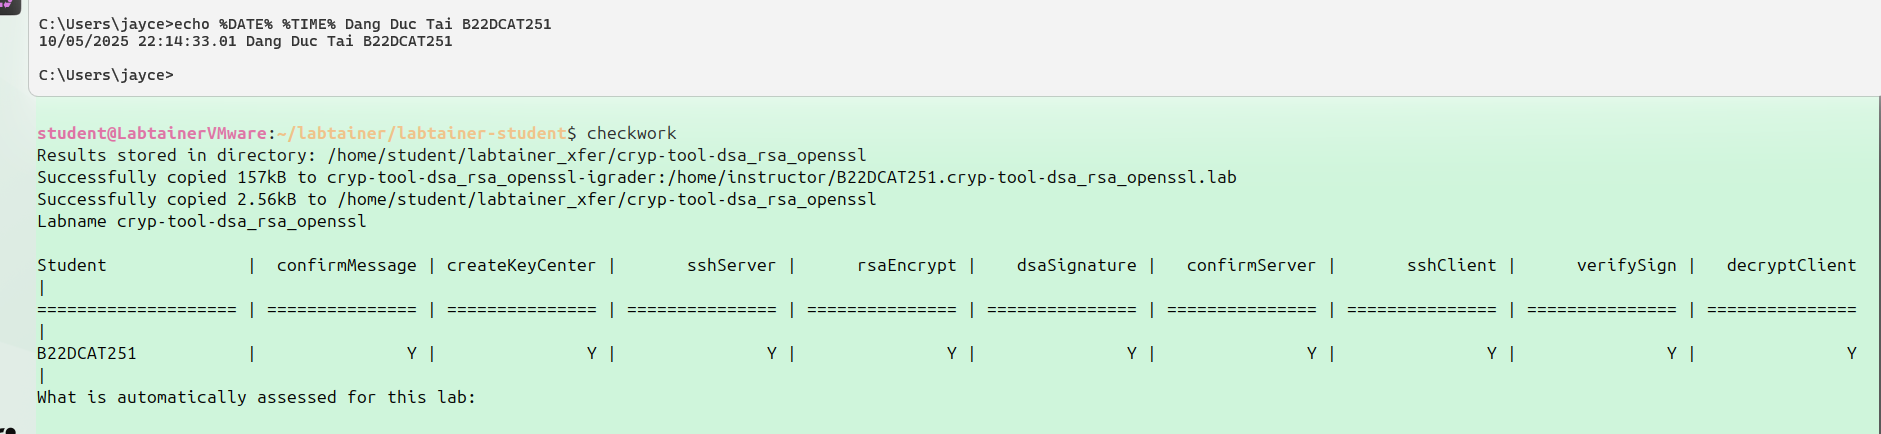 C:\Users\jayce>echo %DATE% %TIME% Dang Duc Tai B22DCAT251
10/05/2025 22:14:33.01 Dang Duc Tai B22DCAT251
C:\Users\jayce>
student@LabtainerVMware:~/labtainer/labtainer-student$ checkwork
Results stored in directory: /home/student/labtainer_xfer/cryp-tool-dsa_rsa_openssl
Successfully copied 157kB to cryp-tool-dsa_rsa_openssl-igrader:/home/instructor/B22DCAT251.cryp-tool-dsa_rsa_openssl.lab
Successfully copied 2.56kB to /home/student/labtainer_xfer/cryp-tool-dsa_rsa_openssl
Labname cryp-tool-dsa_rsa_openssl
Student | confirmMessage | createKeyCenter | sshServer | rsaEncrypt | dsaSignature | confirmServer | sshClient | verifySign | decryptClient
|
==================== | =============== | =============== | =============== | =============== | =============== | =============== | =============== | =============== | ===============
|
B22DCAT251 | Y | Y | Y | Y | Y | Y | Y | Y | Y
|
What is automatically assessed for this lab: